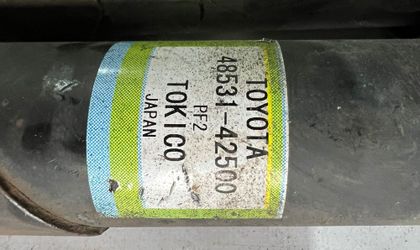 TOYOTA
48531-42500
PF2
TOKICO
JAPAN